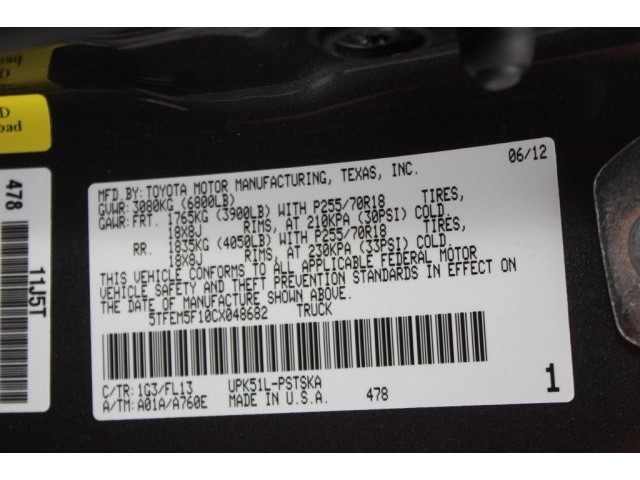 D
oad
478
11J5T
MFD. BY: TOYOTA MOTOR MANUFACTURING, TEXAS, INC. 06/12
GVWR: 3080KG (6800LB)
GAWR: FRT. 1765KG (3900LB) WITH P255/70R18 TIRES,
18X8J RIMS, AT 210KPA (30PSI) COLD.
RR. 1835KG (4050LB) WITH P255/70R18 TIRES,
18X8J RIMS, AT 230KPA (33PSI) COLD.
THIS VEHICLE CONFORMS TO ALL APPLICABLE FEDERAL MOTOR
VEHICLE SAFETY AND THEFT PREVENTION STANDARDS IN EFFECT ON
THE DATE OF MANUFACTURE SHOWN ABOVE.
5TFEM5F10CX048682 TRUCK
C/TR: 1G3/FL13 UPK51L-PSTSKA
A/TM: A01A/A760E MADE IN U.S.A. 478 1